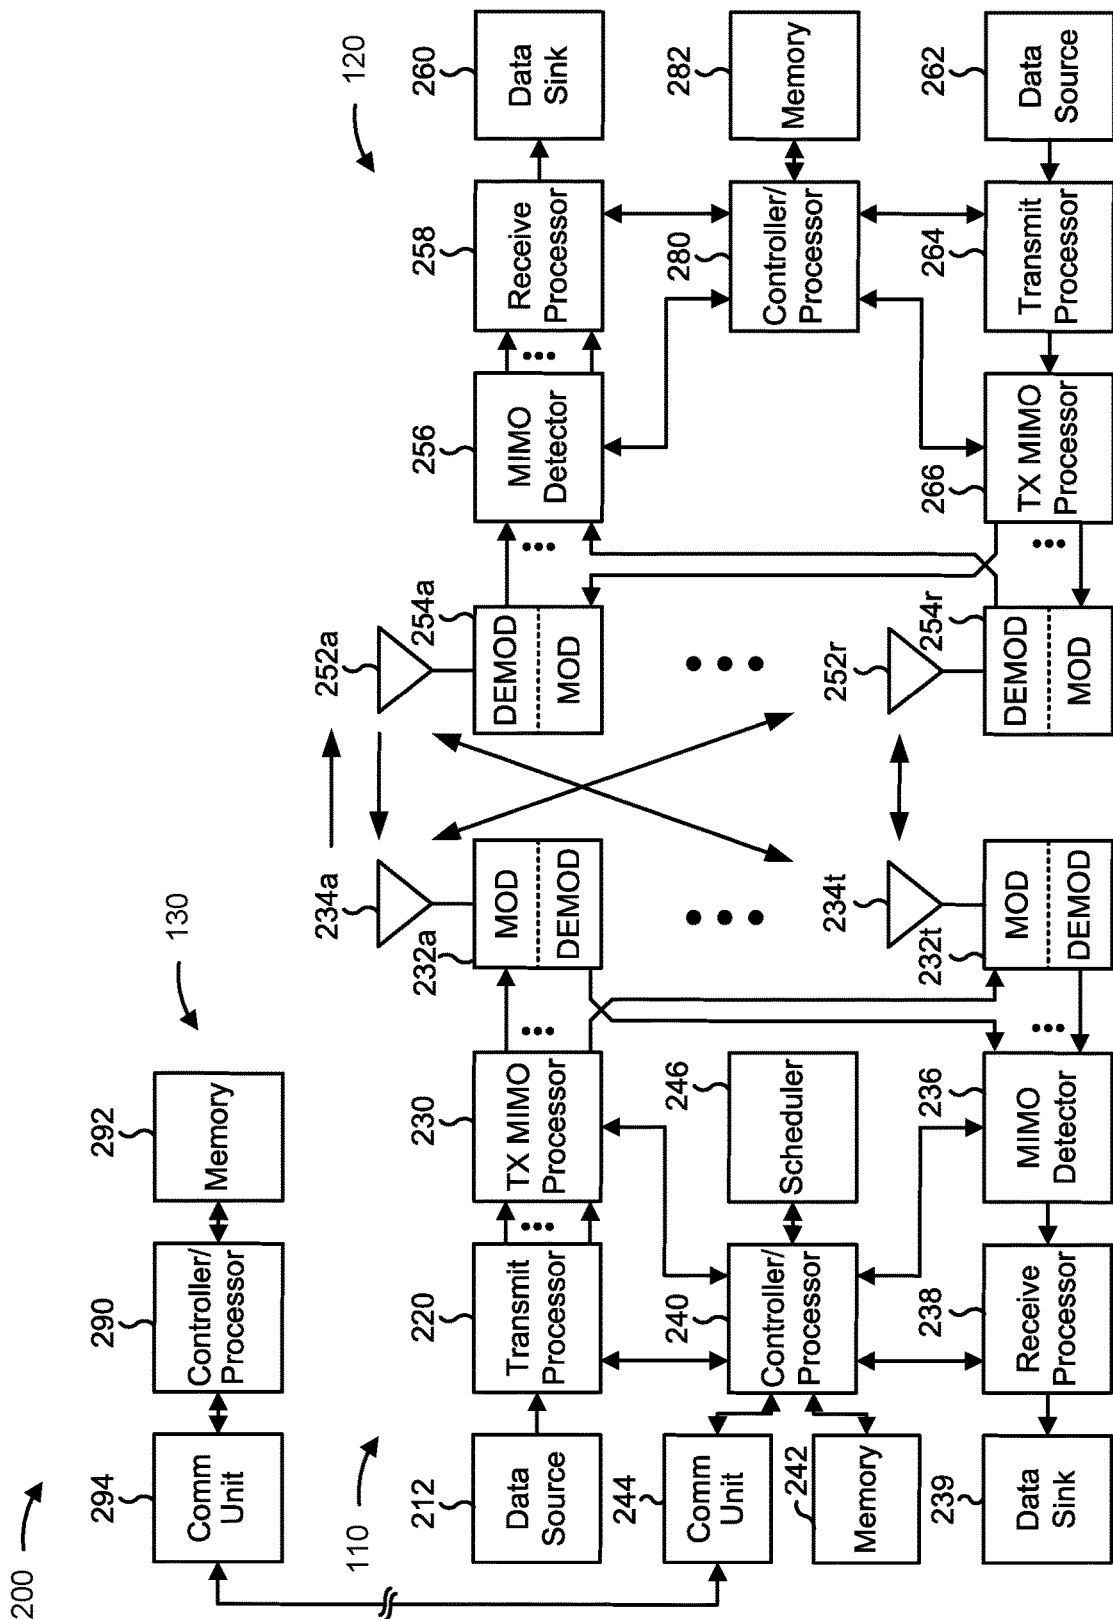 200
294
Comm
Unit
290
Controller/
Processor
292
Memory
130
110
212
Data
Source
220
Transmit
Processor
230
TX MIMO
Processor
232a
MOD
DEMOD
234a
252a
254a
DEMOD
MOD
256
MIMO
Detector
258
Receive
Processor
260
Data
Sink
120
244
Comm
Unit
242
Memory
240
Controller/
Processor
246
Scheduler
280
Controller/
Processor
282
Memory
239
Data
Sink
238
Receive
Processor
236
MIMO
Detector
232t
MOD
DEMOD
234t
252r
254r
DEMOD
MOD
266
TX MIMO
Processor
264
Transmit
Processor
262
Data
Source